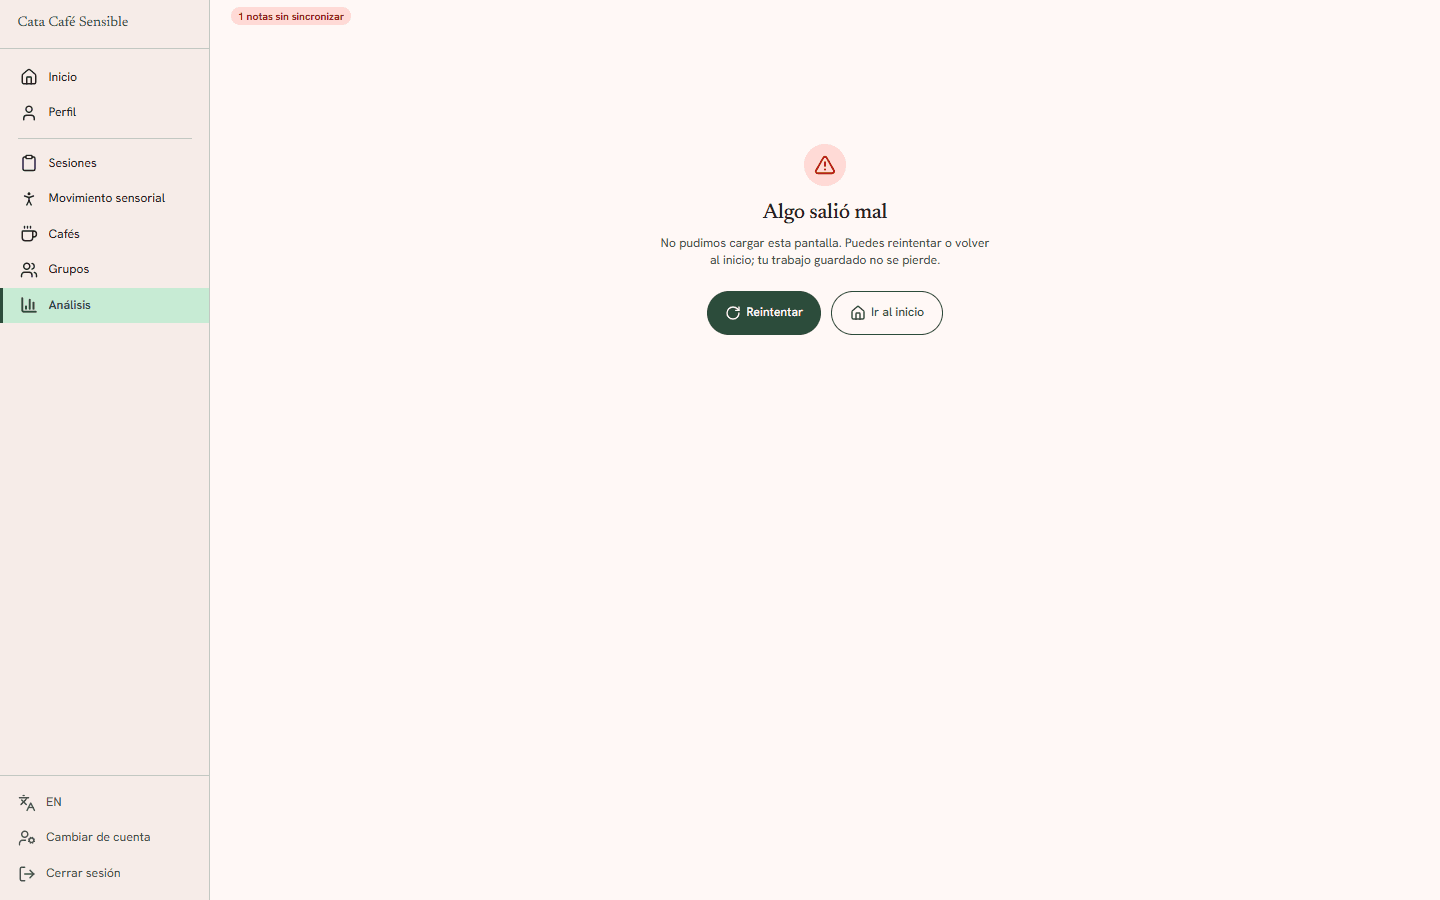 Cata Café Sensible
Inicio
Perfil
Sesiones
Movimiento sensorial
Cafés
Grupos
Análisis
EN
Cambiar de cuenta
Cerrar sesión
1 notas sin sincronizar
Algo salió mal
No pudimos cargar esta pantalla. Puedes reintentar o volver
al inicio; tu trabajo guardado no se pierde.
Reintentar
Ir al inicio